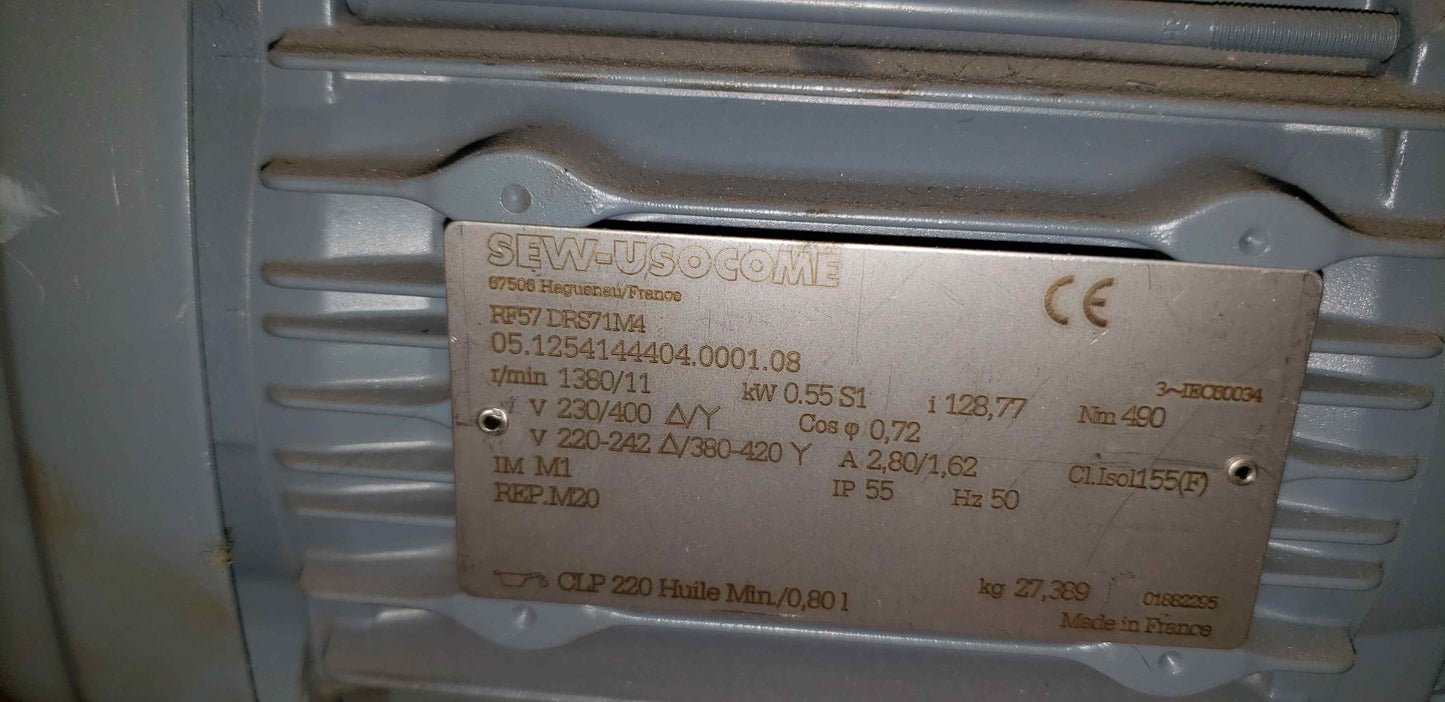 SEW-USOCOME
67506 Haguenau/France
CE
RF57 DRS71M4
05.1254144404.0001.08
3~IEC60034
r/min 1380/11 kW 0.55 S1 i 128,77 Nm 490
V 230/400 Δ/Y Cos φ 0,72
V 220-242 Δ/380-420 Y A 2,80/1,62 Cl.Isol155(F)
IM M1 IP 55 Hz 50
REP.M20
CLP 220 Huile Min./0,80 l kg 27,389 01882295
Made in France